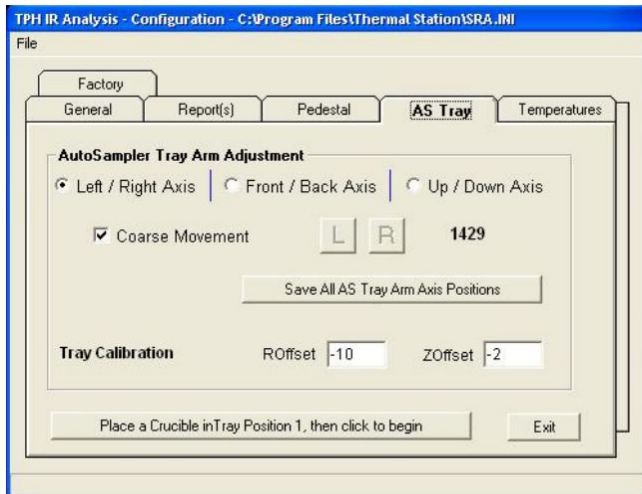 TPH IR Analysis - Configuration - C:\Program Files\Thermal Station\SRA.INI
File
Factory
General Report(s) Pedestal AS Tray Temperatures
AutoSampler Tray Arm Adjustment
Left / Right Axis Front / Back Axis Up / Down Axis
Coarse Movement L R 1429
Save All AS Tray Arm Axis Positions
Tray Calibration ROffset -10 ZOffset -2
Place a Crucible inTray Position 1, then click to begin Exit